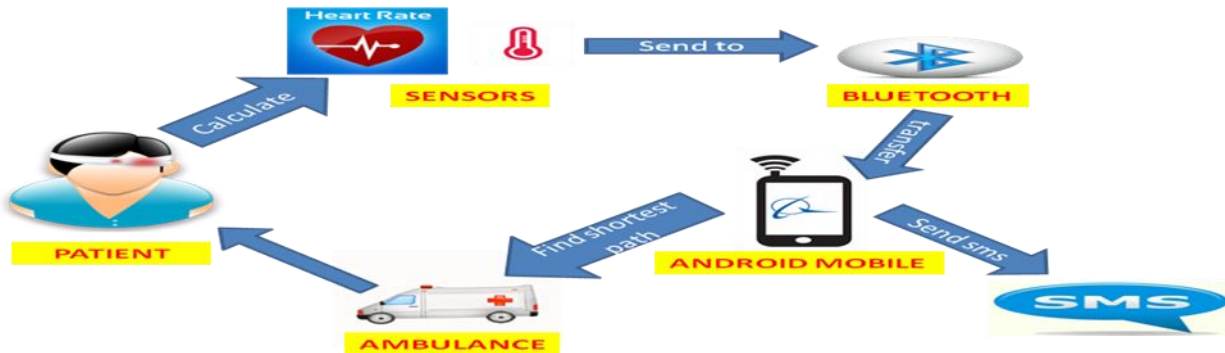 Heart Rate
Send to
SENSORS
BLUETOOTH
Calculate
transfer
PATIENT
Find shortest
path
Send sms
ANDROID MOBILE
SMS
AMBULANCE